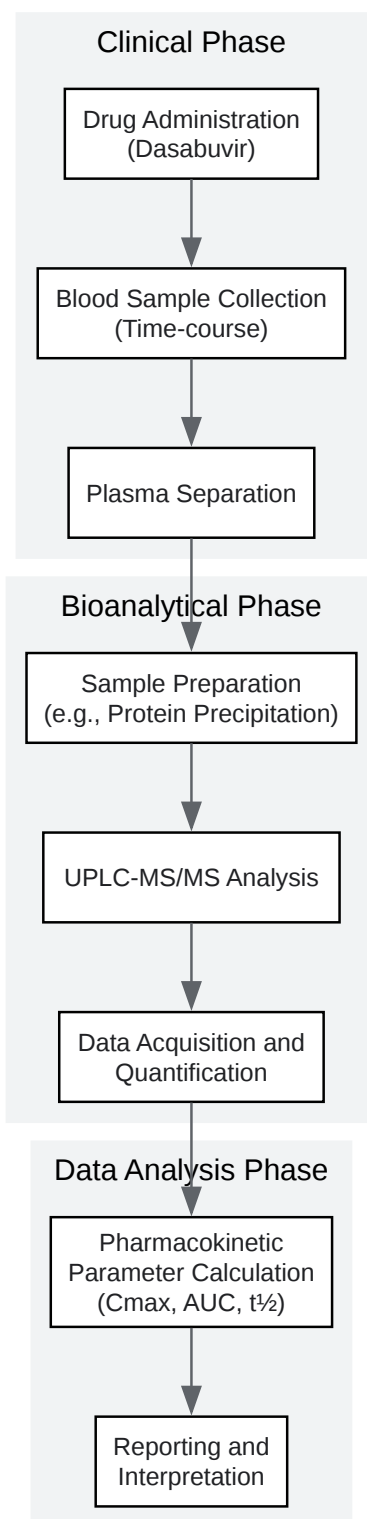 Clinical Phase
Drug Administration
(Dasabuvir)
Blood Sample Collection
(Time-course)
Plasma Separation
Bioanalytical Phase
Sample Preparation
(e.g., Protein Precipitation)
UPLC-MS/MS Analysis
Data Acquisition and
Quantification
Data Analysis Phase
Pharmacokinetic
Parameter Calculation
(Cmax, AUC, t½)
Reporting and
Interpretation